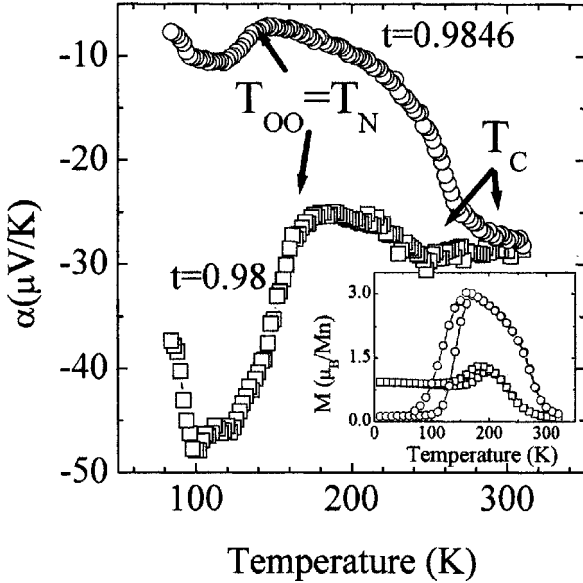 t=0.9846
T_OO=T_N
T_C
t=0.98
α(μV/K)
-10
-20
-30
-40
-50
100
200
300
Temperature (K)
M (μ_B/Mn)
3.0
1.5
0.0
0
100
200
300
Temperature (K)